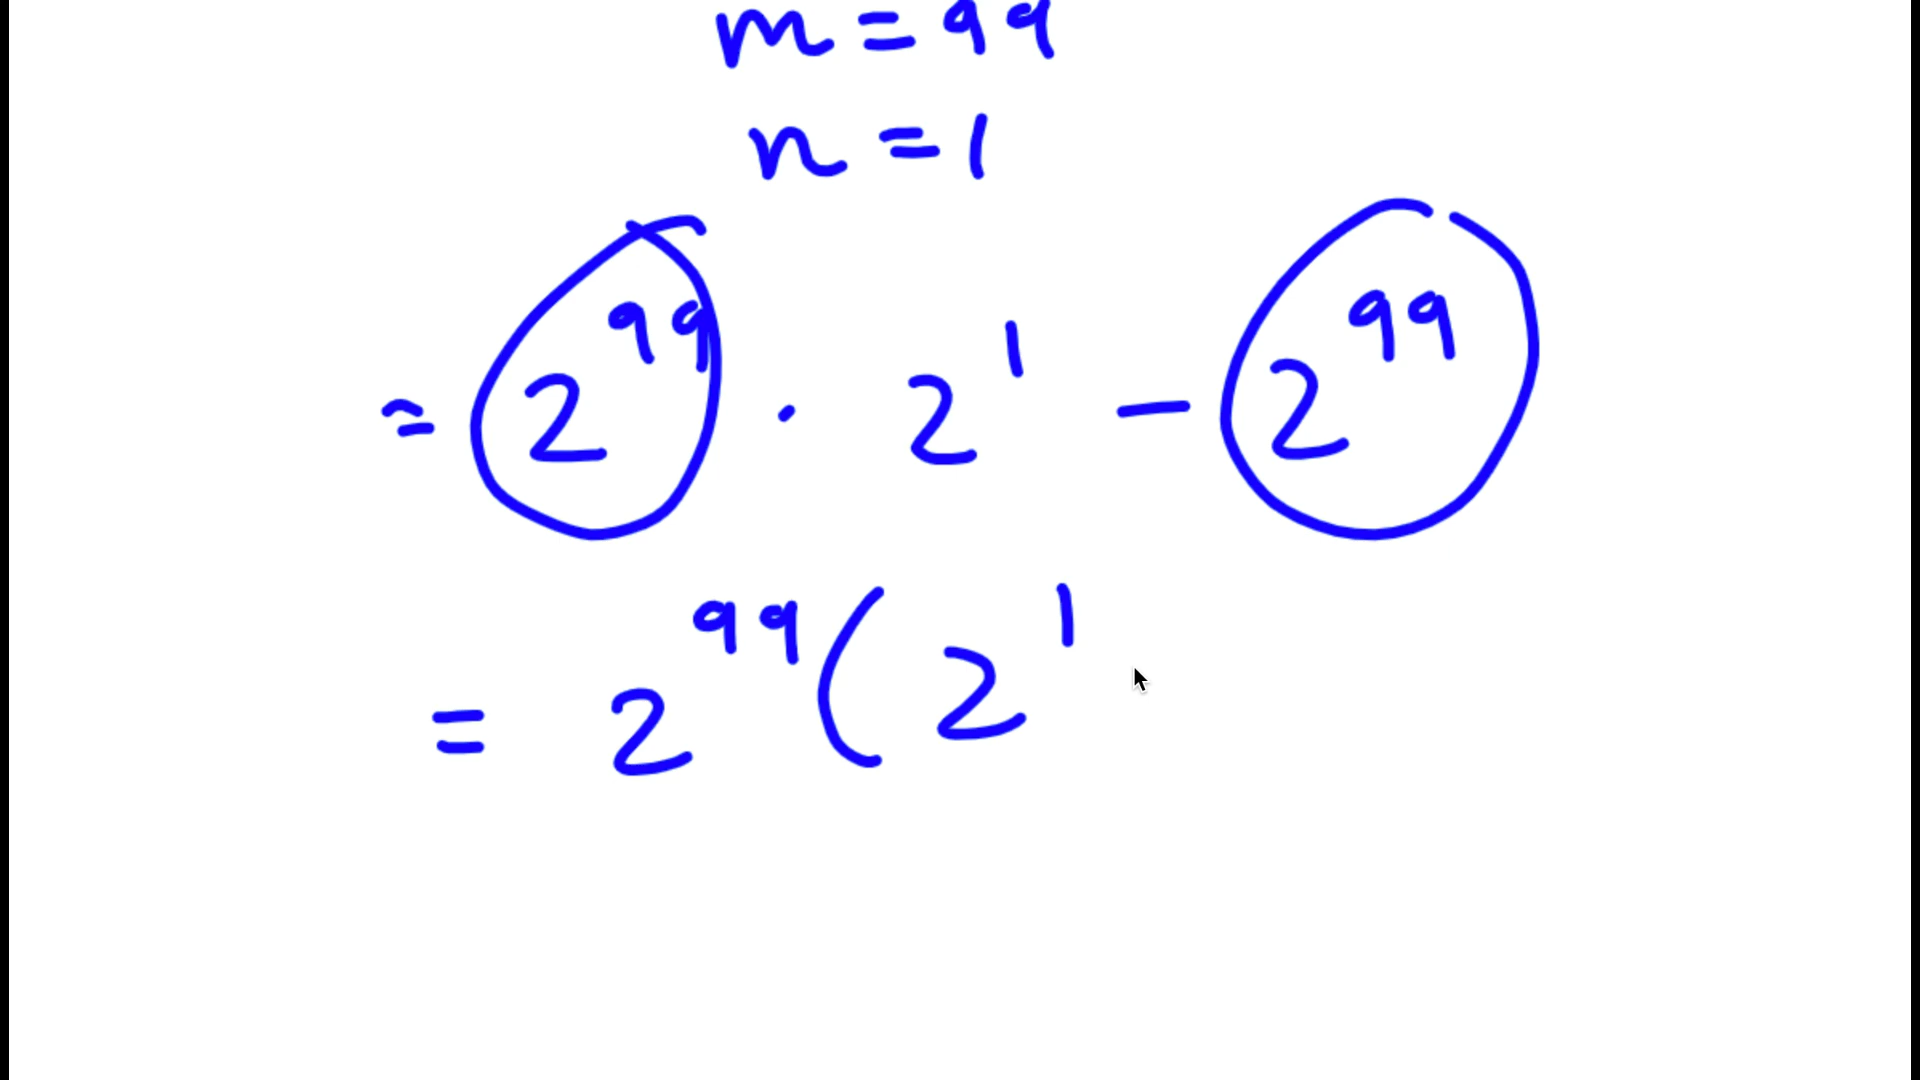 m = 99
n = 1
= 2^99 · 2^1 - 2^99
= 2^99 ( 2^1